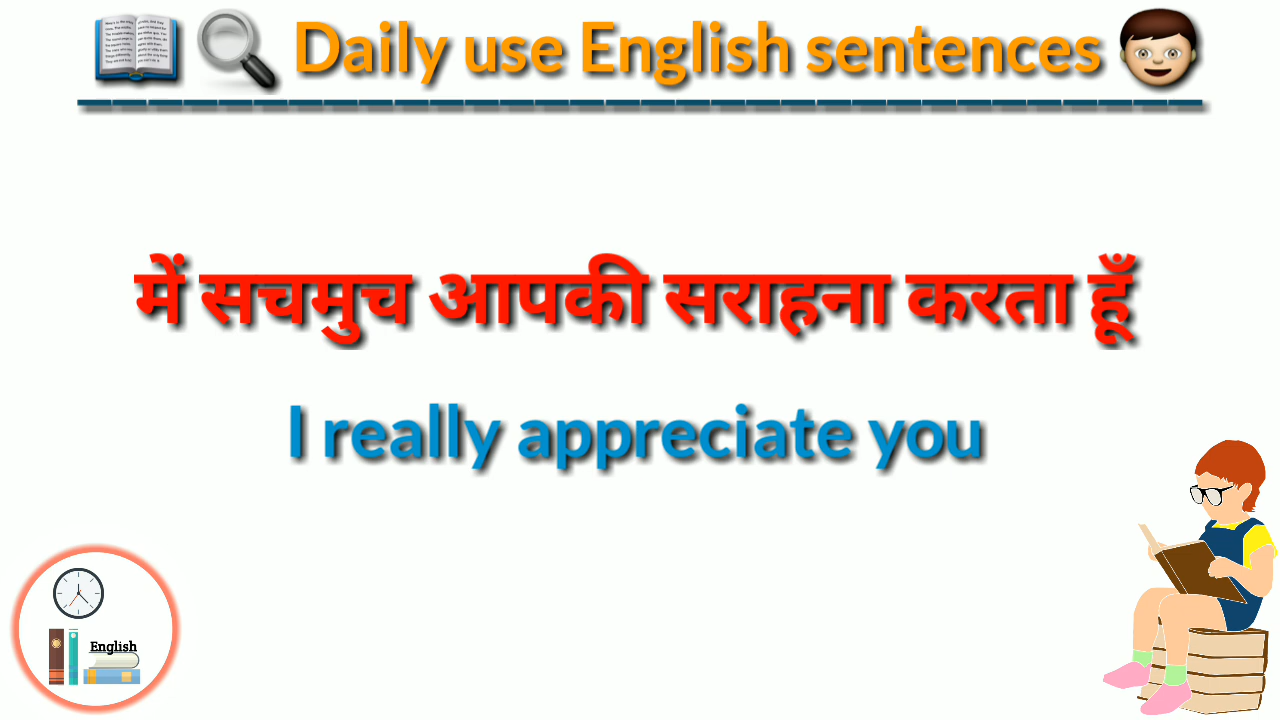 Daily use English sentences
में सचमुच आपकी सराहना करता हूँ
I really appreciate you
English